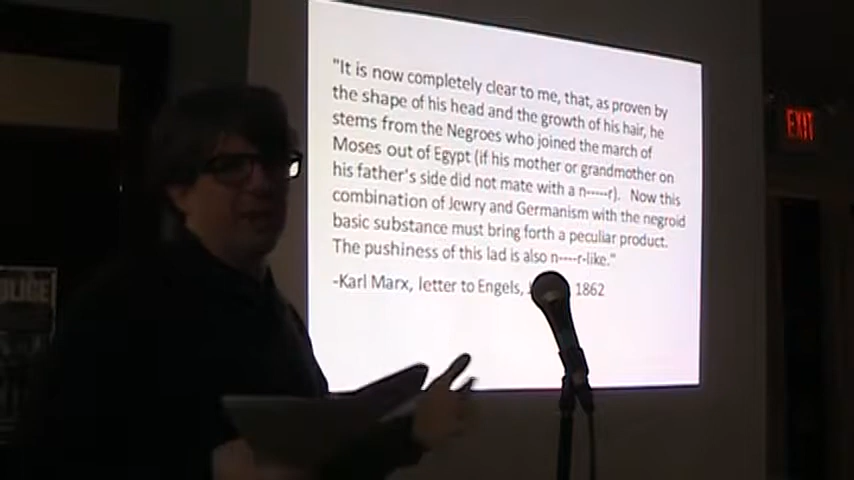 "It is now completely clear to me, that, as proven by
the shape of his head and the growth of his hair, he
stems from the Negroes who joined the march of
Moses out of Egypt (if his mother or grandmother on
his father's side did not mate with a n-----r).  Now this
combination of Jewry and Germanism with the negroid
basic substance must bring forth a peculiar product.
The pushiness of this lad is also n----r-like."
-Karl Marx, letter to Engels, 1862
EXIT